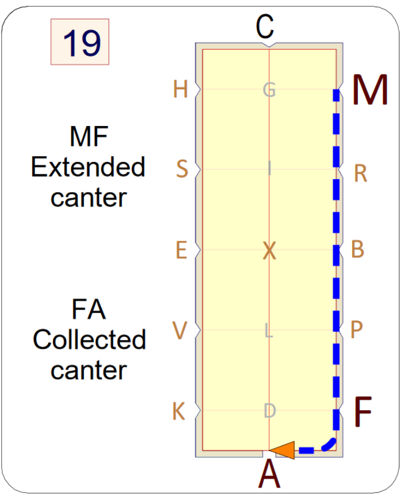 19
C
H G M
MF
Extended
canter
S I R
E X B
FA
Collected
canter
V L P
K D F
A